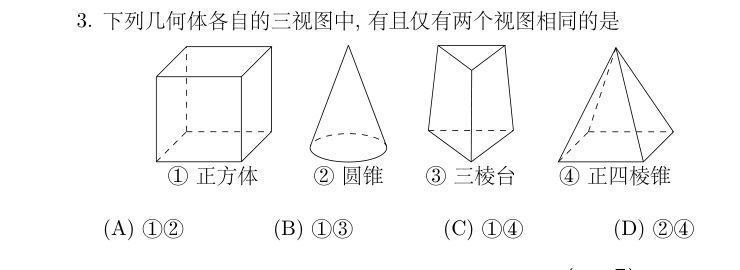 3. 下列几何体各自的三视图中, 有且仅有两个视图相同的是
① 正方体 ② 圆锥 ③ 三棱台 ④ 正四棱锥
(A) ①② (B) ①③ (C) ①④ (D) ②④